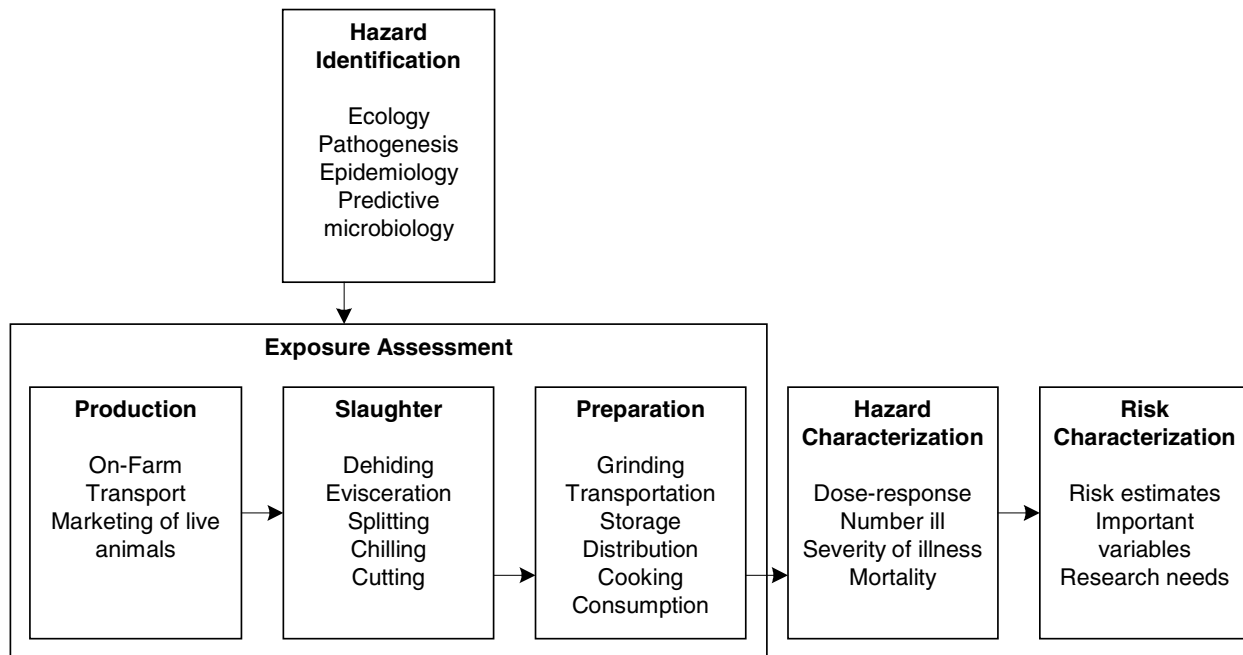 Hazard
Identification
Ecology
Pathogenesis
Epidemiology
Predictive
microbiology
Exposure Assessment
Production
On-Farm
Transport
Marketing of live
animals
Slaughter
Dehiding
Evisceration
Splitting
Chilling
Cutting
Preparation
Grinding
Transportation
Storage
Distribution
Cooking
Consumption
Hazard
Characterization
Dose-response
Number ill
Severity of illness
Mortality
Risk
Characterization
Risk estimates
Important
variables
Research needs